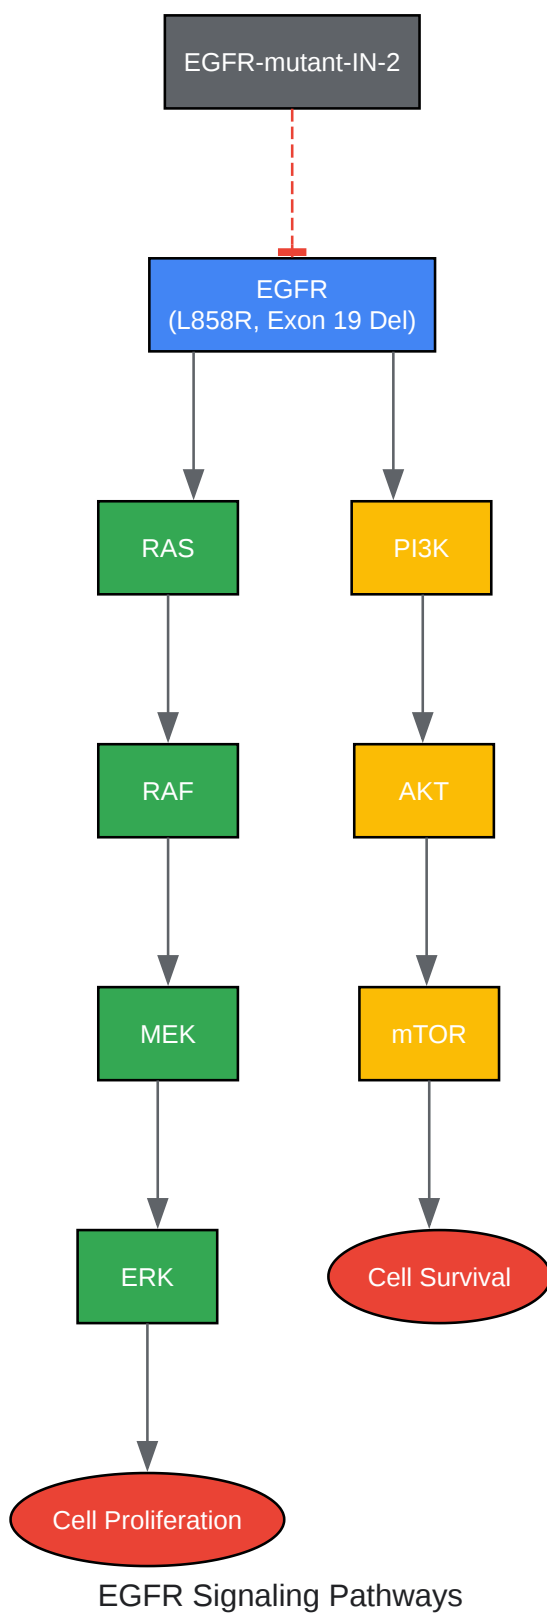 EGFR-mutant-IN-2
EGFR
(L858R, Exon 19 Del)
RAS
PI3K
RAF
AKT
MEK
mTOR
ERK
Cell Survival
Cell Proliferation
EGFR Signaling Pathways